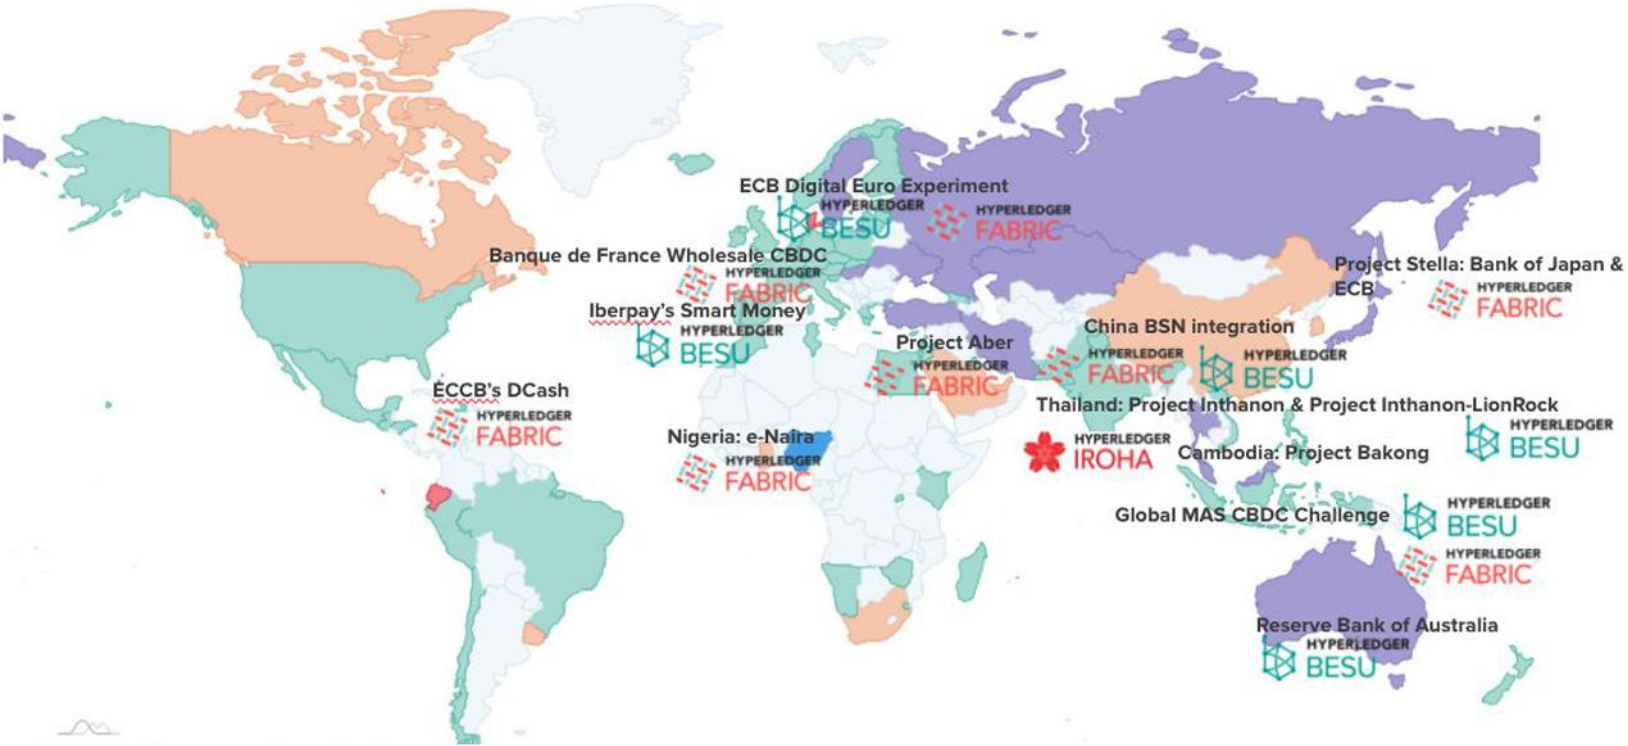 ECB Digital Euro Experiment
HYPERLEDGER
BESU
HYPERLEDGER
FABRIC
Banque de France Wholesale CBDC
HYPERLEDGER
FABRIC
Iberpay's Smart Money
HYPERLEDGER
BESU
Project Stella: Bank of Japan &
ECB
HYPERLEDGER
FABRIC
China BSN integration
HYPERLEDGER
FABRIC
HYPERLEDGER
BESU
Project Aber
HYPERLEDGER
FABRIC
ECCB's DCash
HYPERLEDGER
FABRIC
Nigeria: e-Naira
HYPERLEDGER
FABRIC
Thailand: Project Inthanon & Project Inthanon-LionRock
HYPERLEDGER
BESU
HYPERLEDGER
IROHA
Cambodia: Project Bakong
Global MAS CBDC Challenge
HYPERLEDGER
BESU
HYPERLEDGER
FABRIC
Reserve Bank of Australia
HYPERLEDGER
BESU